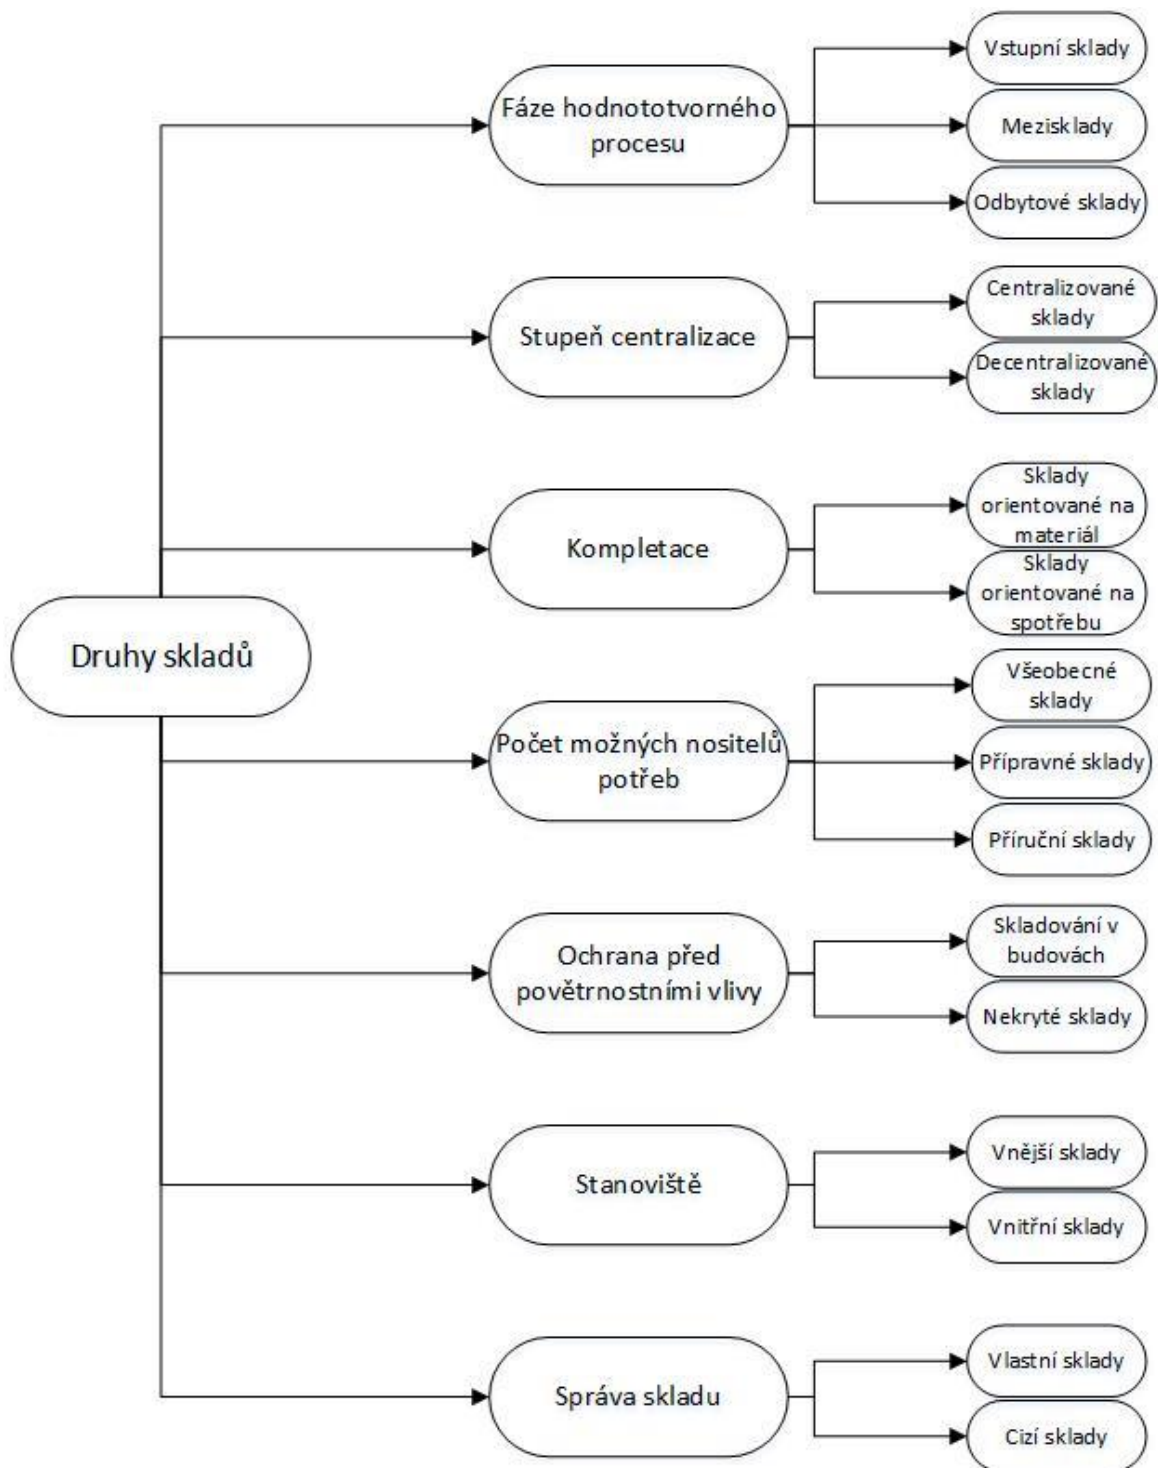 Druhy skladů
Fáze hodnototvorného
procesu
Vstupní sklady
Mezisklady
Odbytové sklady
Stupeň centralizace
Centralizované
sklady
Decentralizované
sklady
Kompletace
Sklady
orientované na
materiál
Sklady
orientované na
spotřebu
Počet možných nositelů
potřeb
Všeobecné
sklady
Přípravné sklady
Příruční sklady
Ochrana před
povětrnostními vlivy
Skladování v
budovách
Nekryté sklady
Stanoviště
Vnější sklady
Vnitřní sklady
Správa skladu
Vlastní sklady
Cizí sklady